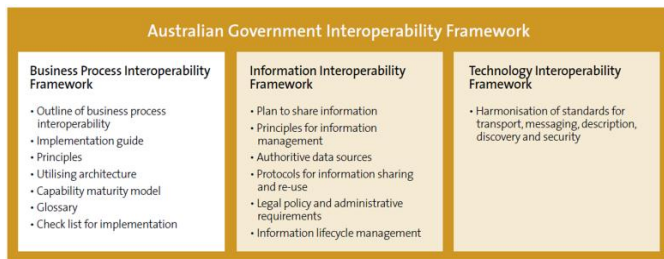 Australian Government Interoperability Framework
Business Process Interoperability
Framework
• Outline of business process
interoperability
• Implementation guide
• Principles
• Utilising architecture
• Capability maturity model
• Glossary
• Check list for implementation
Information Interoperability
Framework
• Plan to share information
• Principles for information
management
• Authoritive data sources
• Protocols for information sharing
and re-use
• Legal policy and administrative
requirements
• Information lifecycle management
Technology Interoperability
Framework
• Harmonisation of standards for
transport, messaging, description,
discovery and security